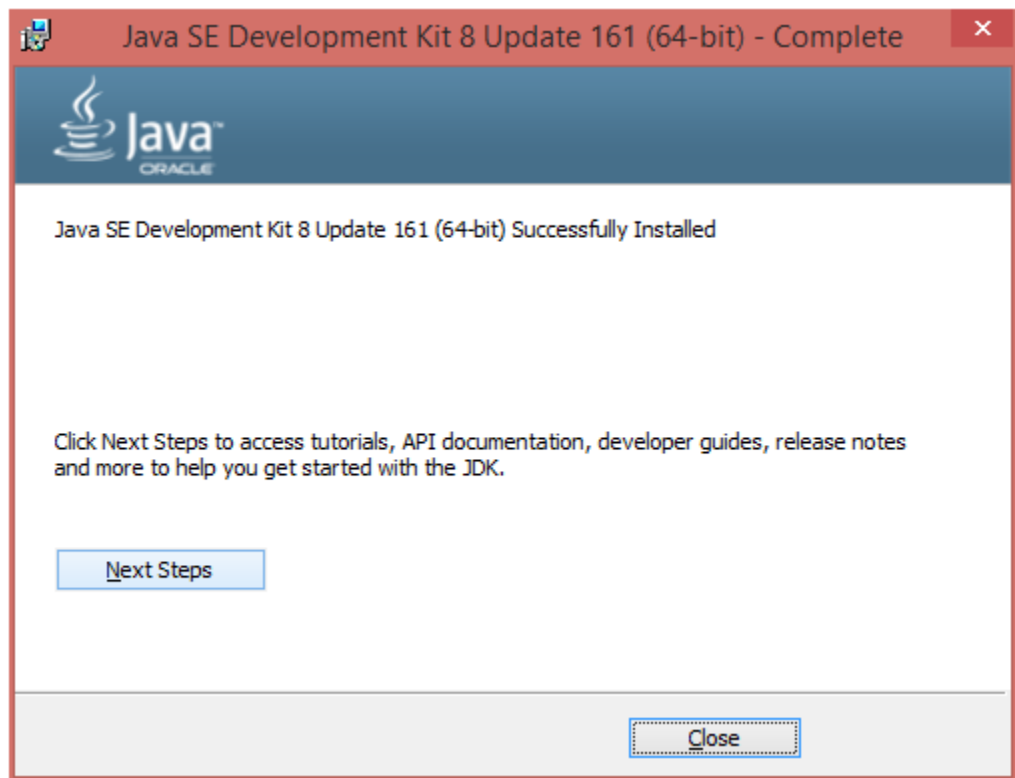 Java SE Development Kit 8 Update 161 (64-bit) - Complete
Java™
ORACLE
Java SE Development Kit 8 Update 161 (64-bit) Successfully Installed
Click Next Steps to access tutorials, API documentation, developer guides, release notes
and more to help you get started with the JDK.
Next Steps
Close